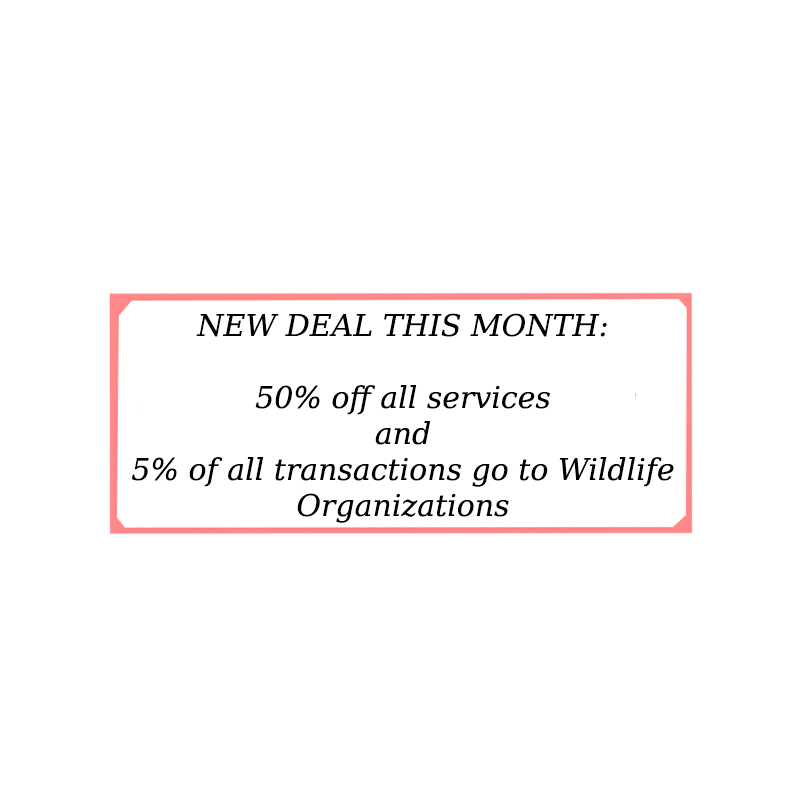 NEW DEAL THIS MONTH:
50% off all services
and
5% of all transactions go to Wildlife
Organizations